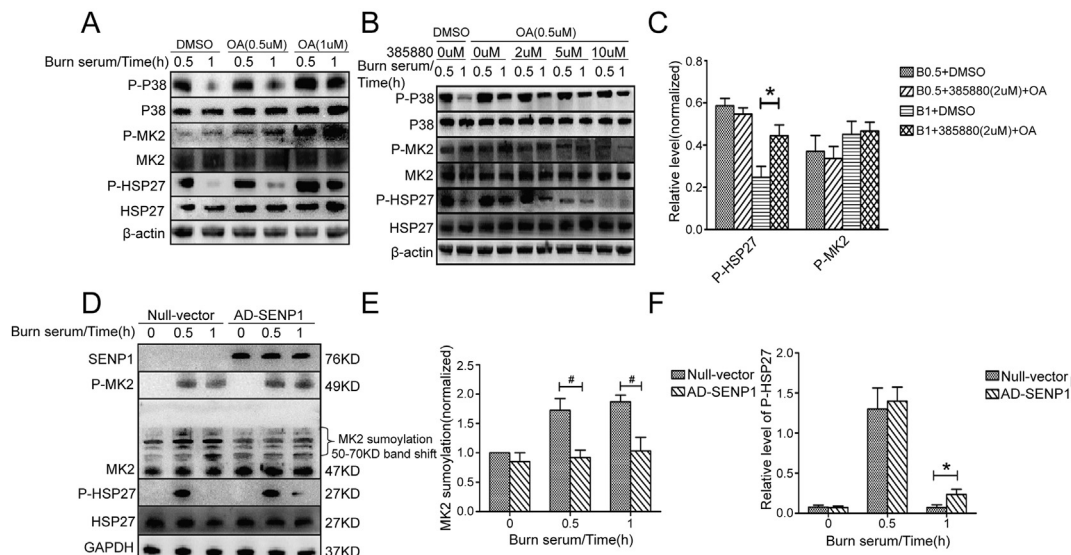 A
DMSO OA(0.5uM) OA(1uM)
Burn serum/Time(h) 0.5 1 0.5 1 0.5 1
P-P38
P38
P-MK2
MK2
P-HSP27
HSP27
β-actin
B
DMSO OA(0.5uM)
385880 0uM 0uM 2uM 5uM 10uM
Burn serum/
Time(h) 0.5 1 0.5 1 0.5 1 0.5 1 0.5 1
P-P38
P38
P-MK2
MK2
P-HSP27
HSP27
β-actin
C
Relative level(normalized)
0.8
0.6
0.4
0.2
0.0
*
P-HSP27 P-MK2
B0.5+DMSO
B0.5+385880(2uM)+OA
B1+DMSO
B1+385880(2uM)+OA
D
Null-vector AD-SENP1
Burn serum/Time(h) 0 0.5 1 0 0.5 1
SENP1 76KD
P-MK2 49KD
MK2 sumoylation
50-70KD band shift
MK2 47KD
P-HSP27 27KD
HSP27 27KD
GAPDH 37KD
E
MK2 sumoylation(normalized)
2.5
2.0
1.5
1.0
0.5
0.0
# #
0 0.5 1
Burn serum/Time(h)
Null-vector
AD-SENP1
F
Relative level of P-HSP27
2.0
1.5
1.0
0.5
0.0
*
0 0.5 1
Burn serum/Time(h)
Null-vector
AD-SENP1